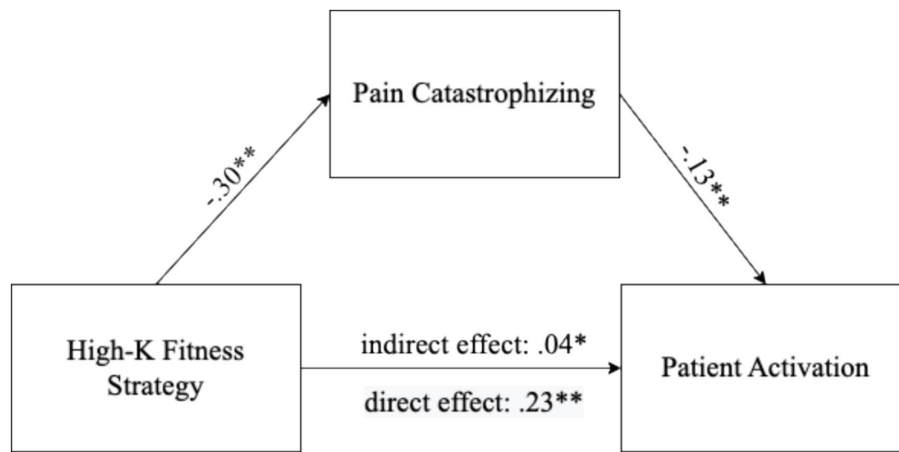 Pain Catastrophizing
-.30**
-.13**
High-K Fitness
Strategy
indirect effect: .04*
direct effect: .23**
Patient Activation